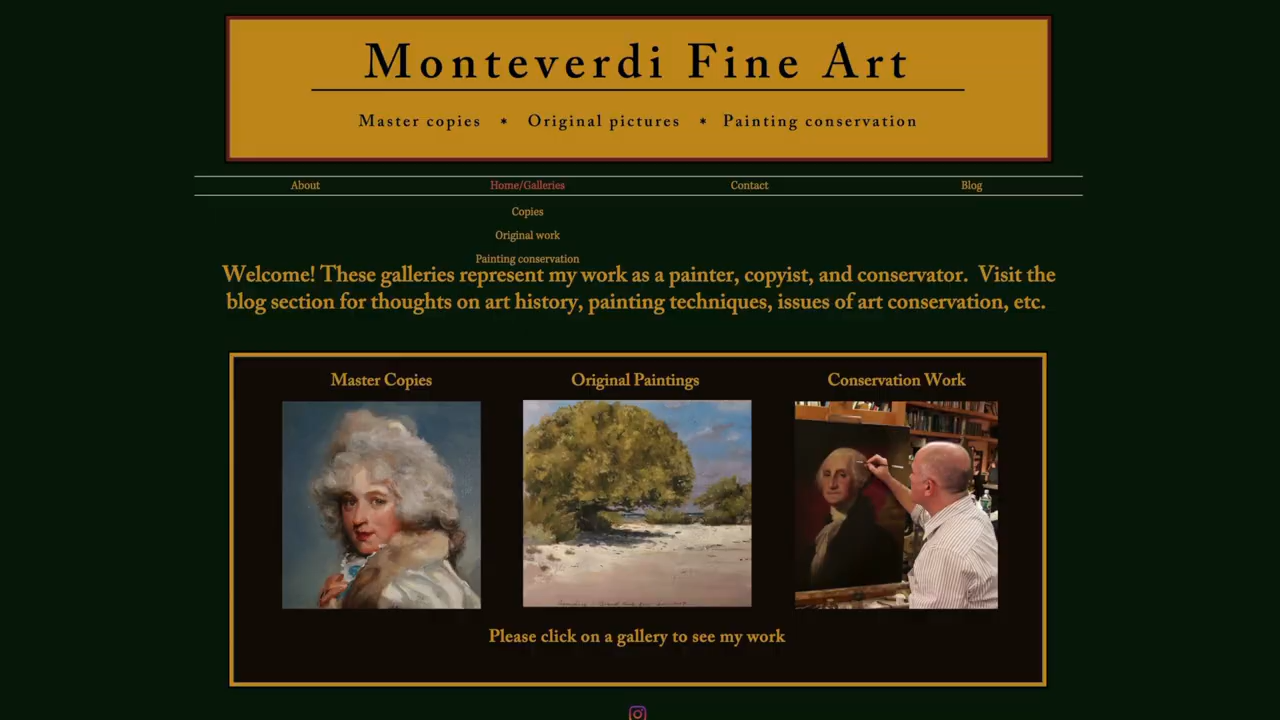 Monteverdi Fine Art
Master copies * Original pictures * Painting conservation
About Home/Galleries Contact Blog
Copies
Original work
Painting conservation
Welcome! These galleries represent my work as a painter, copyist, and conservator. Visit the
blog section for thoughts on art history, painting techniques, issues of art conservation, etc.
Master Copies Original Paintings Conservation Work
Please click on a gallery to see my work